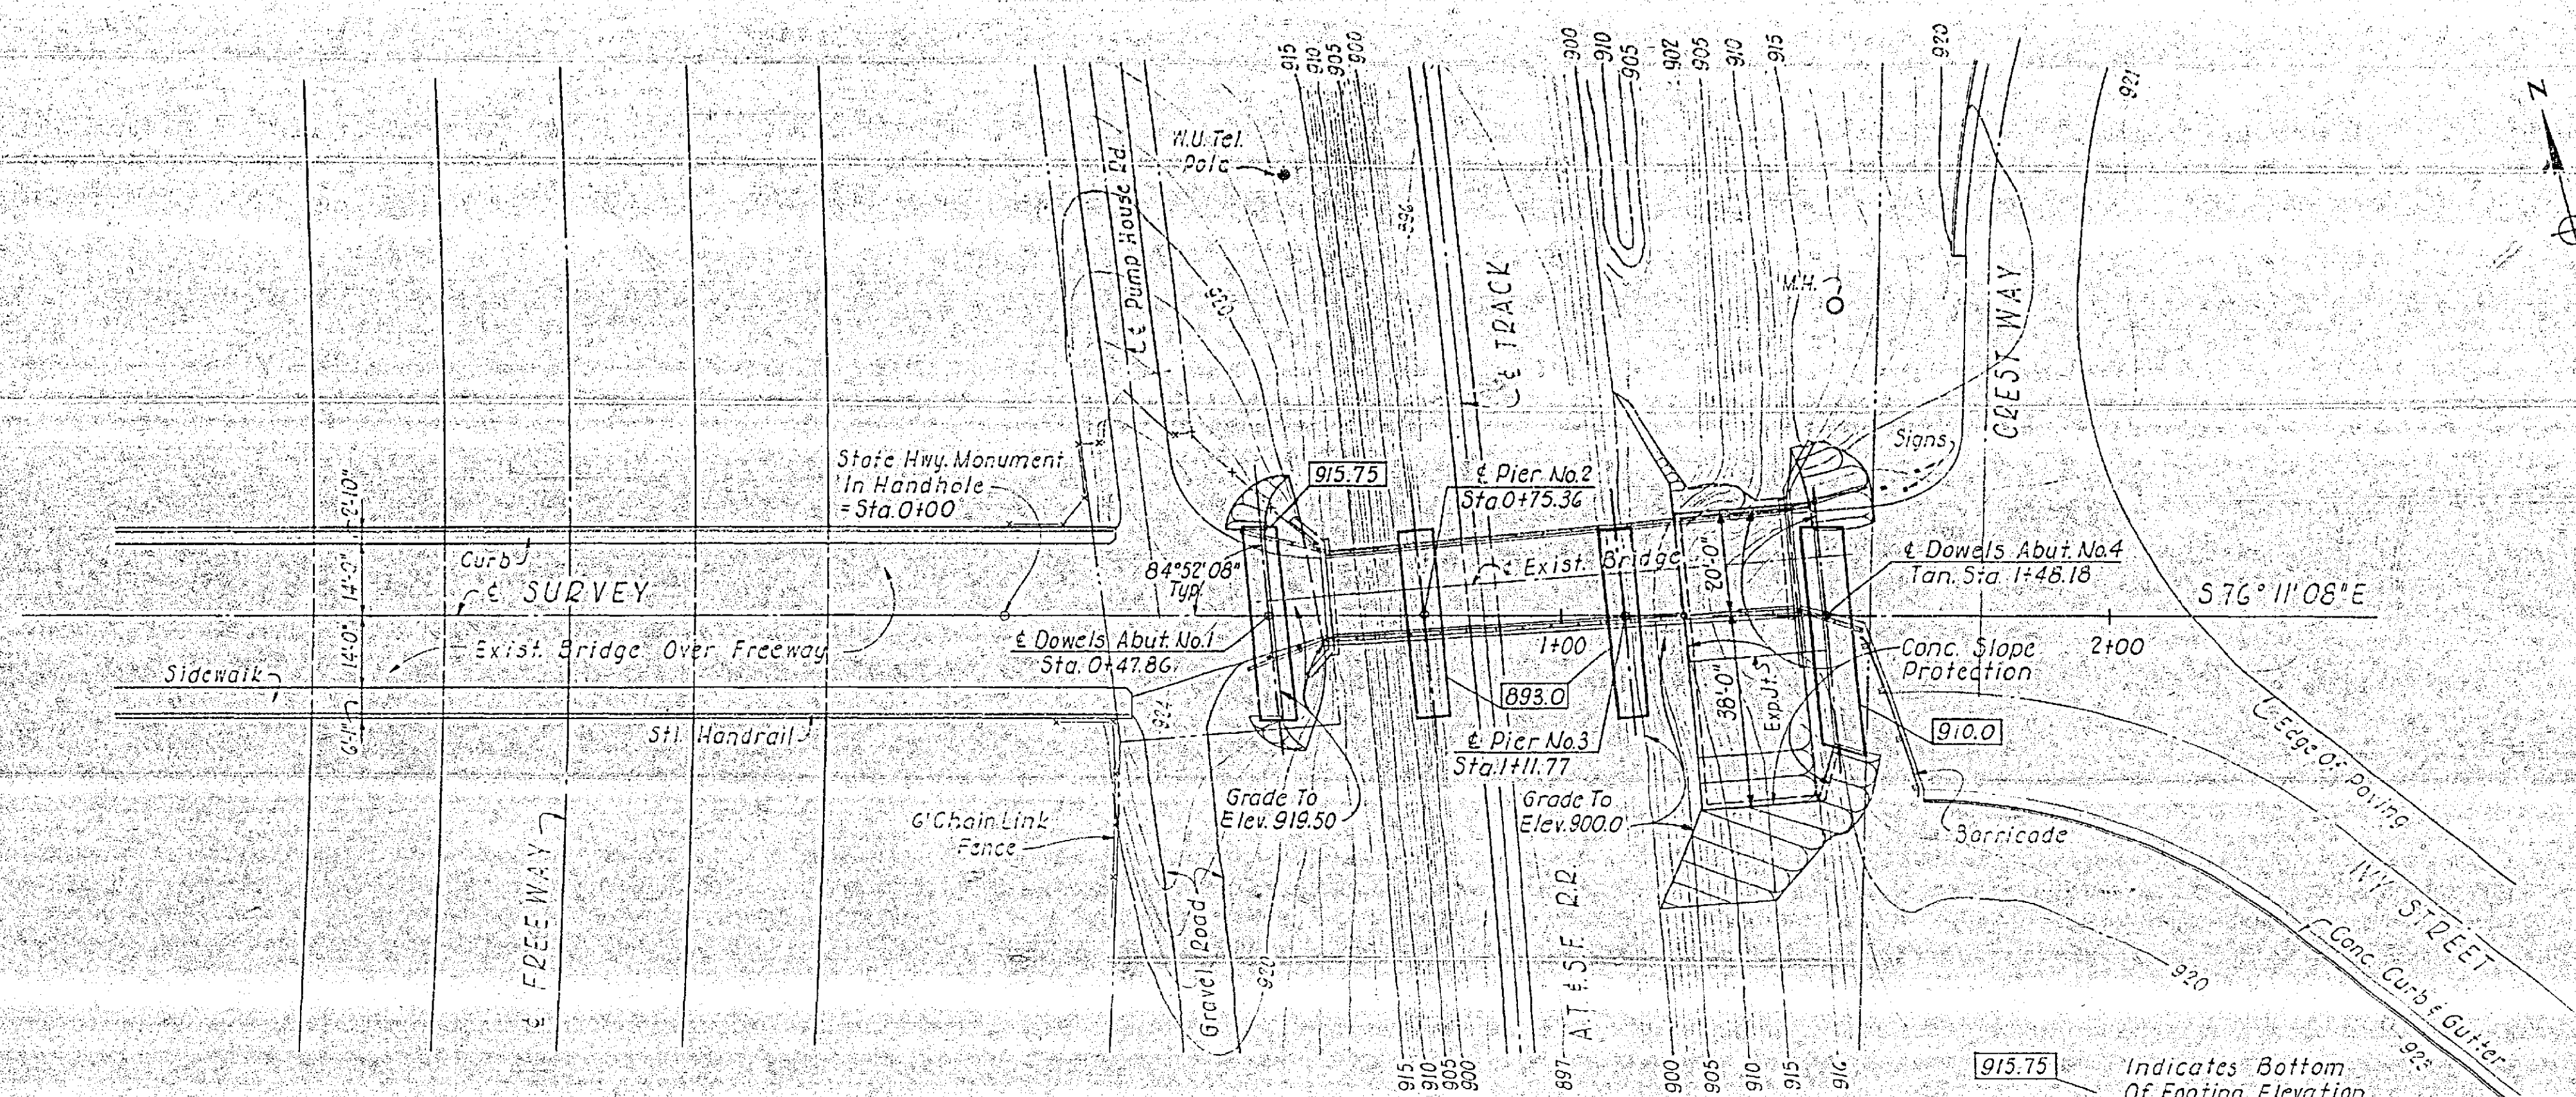 915
910
905
900
900
910
905
902
905
910
915
920
921
N
W.U. Tel.
Pole
℄ Pump House Rd.
920
896
℄ TRACK
M.H.
CREST WAY
State Hwy. Monument
In Handhole
= Sta. 0+00
915.75
℄ Pier No. 2
Sta. 0+75.36
Signs
2'-10"
14'-0"
14'-0"
6'-1"
Curb
℄ SURVEY
84°52'08"
Typ.
℄ Exist. Bridge
20'-0"
℄ Dowels Abut. No. 4
Tan. Sta. 1+48.18
S 76° 11' 08" E
Exist. Bridge Over Freeway
℄ Dowels Abut. No. 1
Sta. 0+47.86
1+00
2+00
Conc. Slope
Protection
Sidewalk
Stl. Handrail
924
893.0
38'-0"
Exp. Jt's
910.0
℄ Pier No. 3
Sta. 1+11.77
Edge Of Paving
Grade To
Elev. 919.50
Grade To
Elev. 900.0
6' Chain Link
Fence
Barricade
℄ FREEWAY
Gravel Road
920
A.T. & S.F. R.R.
IVY STREET
920
Conc. Curb & Gutter
922
915
910
905
900
897
900
905
910
915
916
915.75
Indicates Bottom
Of Footing Elevation